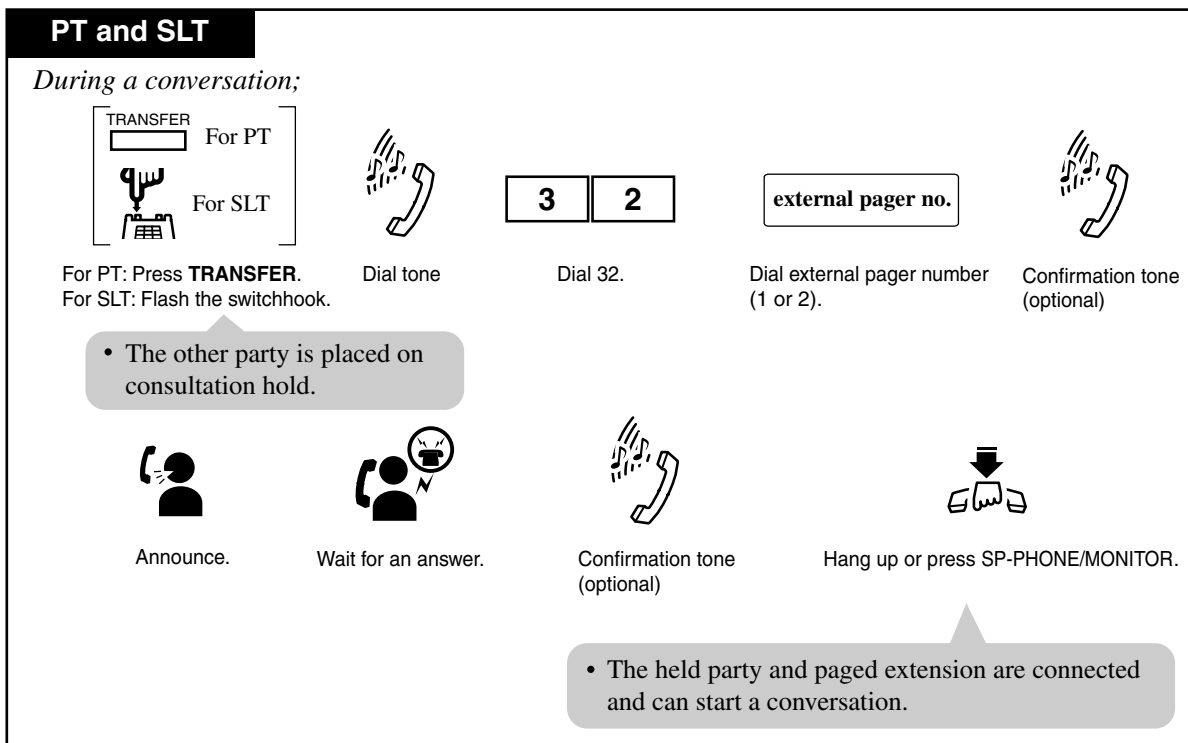 PT and SLT
During a conversation;
TRANSFER
For PT
For SLT
3 2
external pager no.
For PT: Press TRANSFER.
For SLT: Flash the switchhook.
Dial tone
Dial 32.
Dial external pager number
(1 or 2).
Confirmation tone
(optional)
• The other party is placed on
consultation hold.
Announce.
Wait for an answer.
Confirmation tone
(optional)
Hang up or press SP-PHONE/MONITOR.
• The held party and paged extension are connected
and can start a conversation.